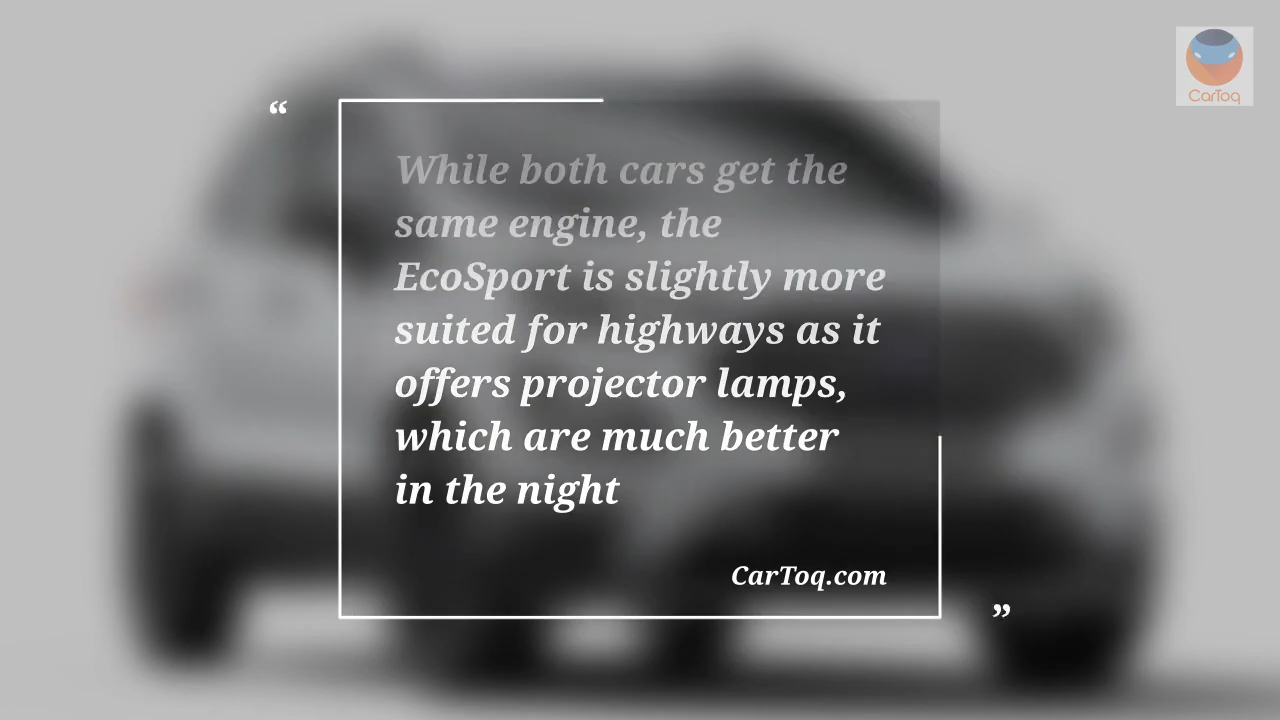 CarToq
“
While both cars get the
same engine, the
EcoSport is slightly more
suited for highways as it
offers projector lamps,
which are much better
in the night
CarToq.com
”